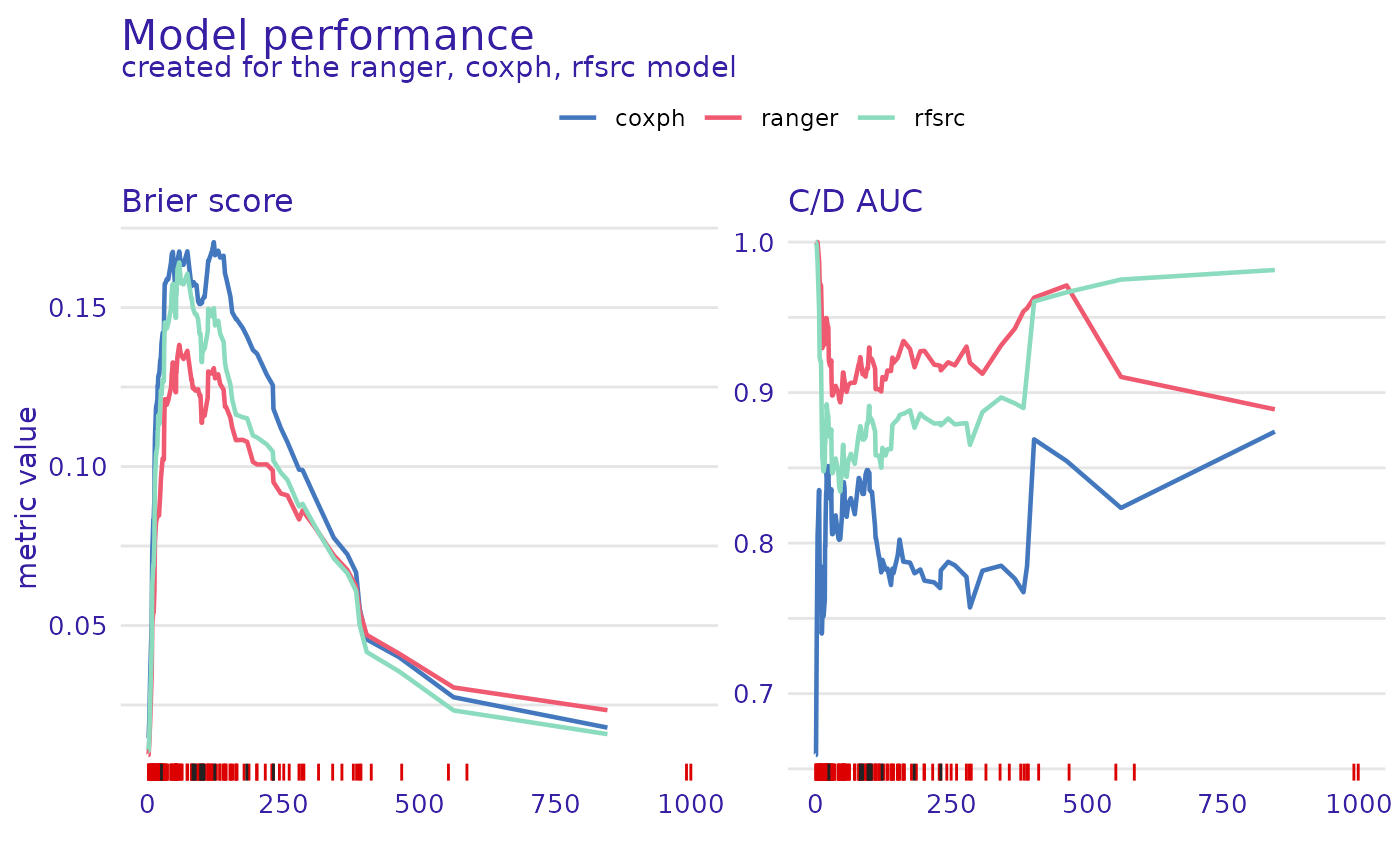 Model performance
created for the ranger, coxph, rfsrc model
coxph ranger rfsrc
Brier score
C/D AUC
metric value
0.15
0.10
0.05
0 250 500 750 1000
1.0
0.9
0.8
0.7
0 250 500 750 1000